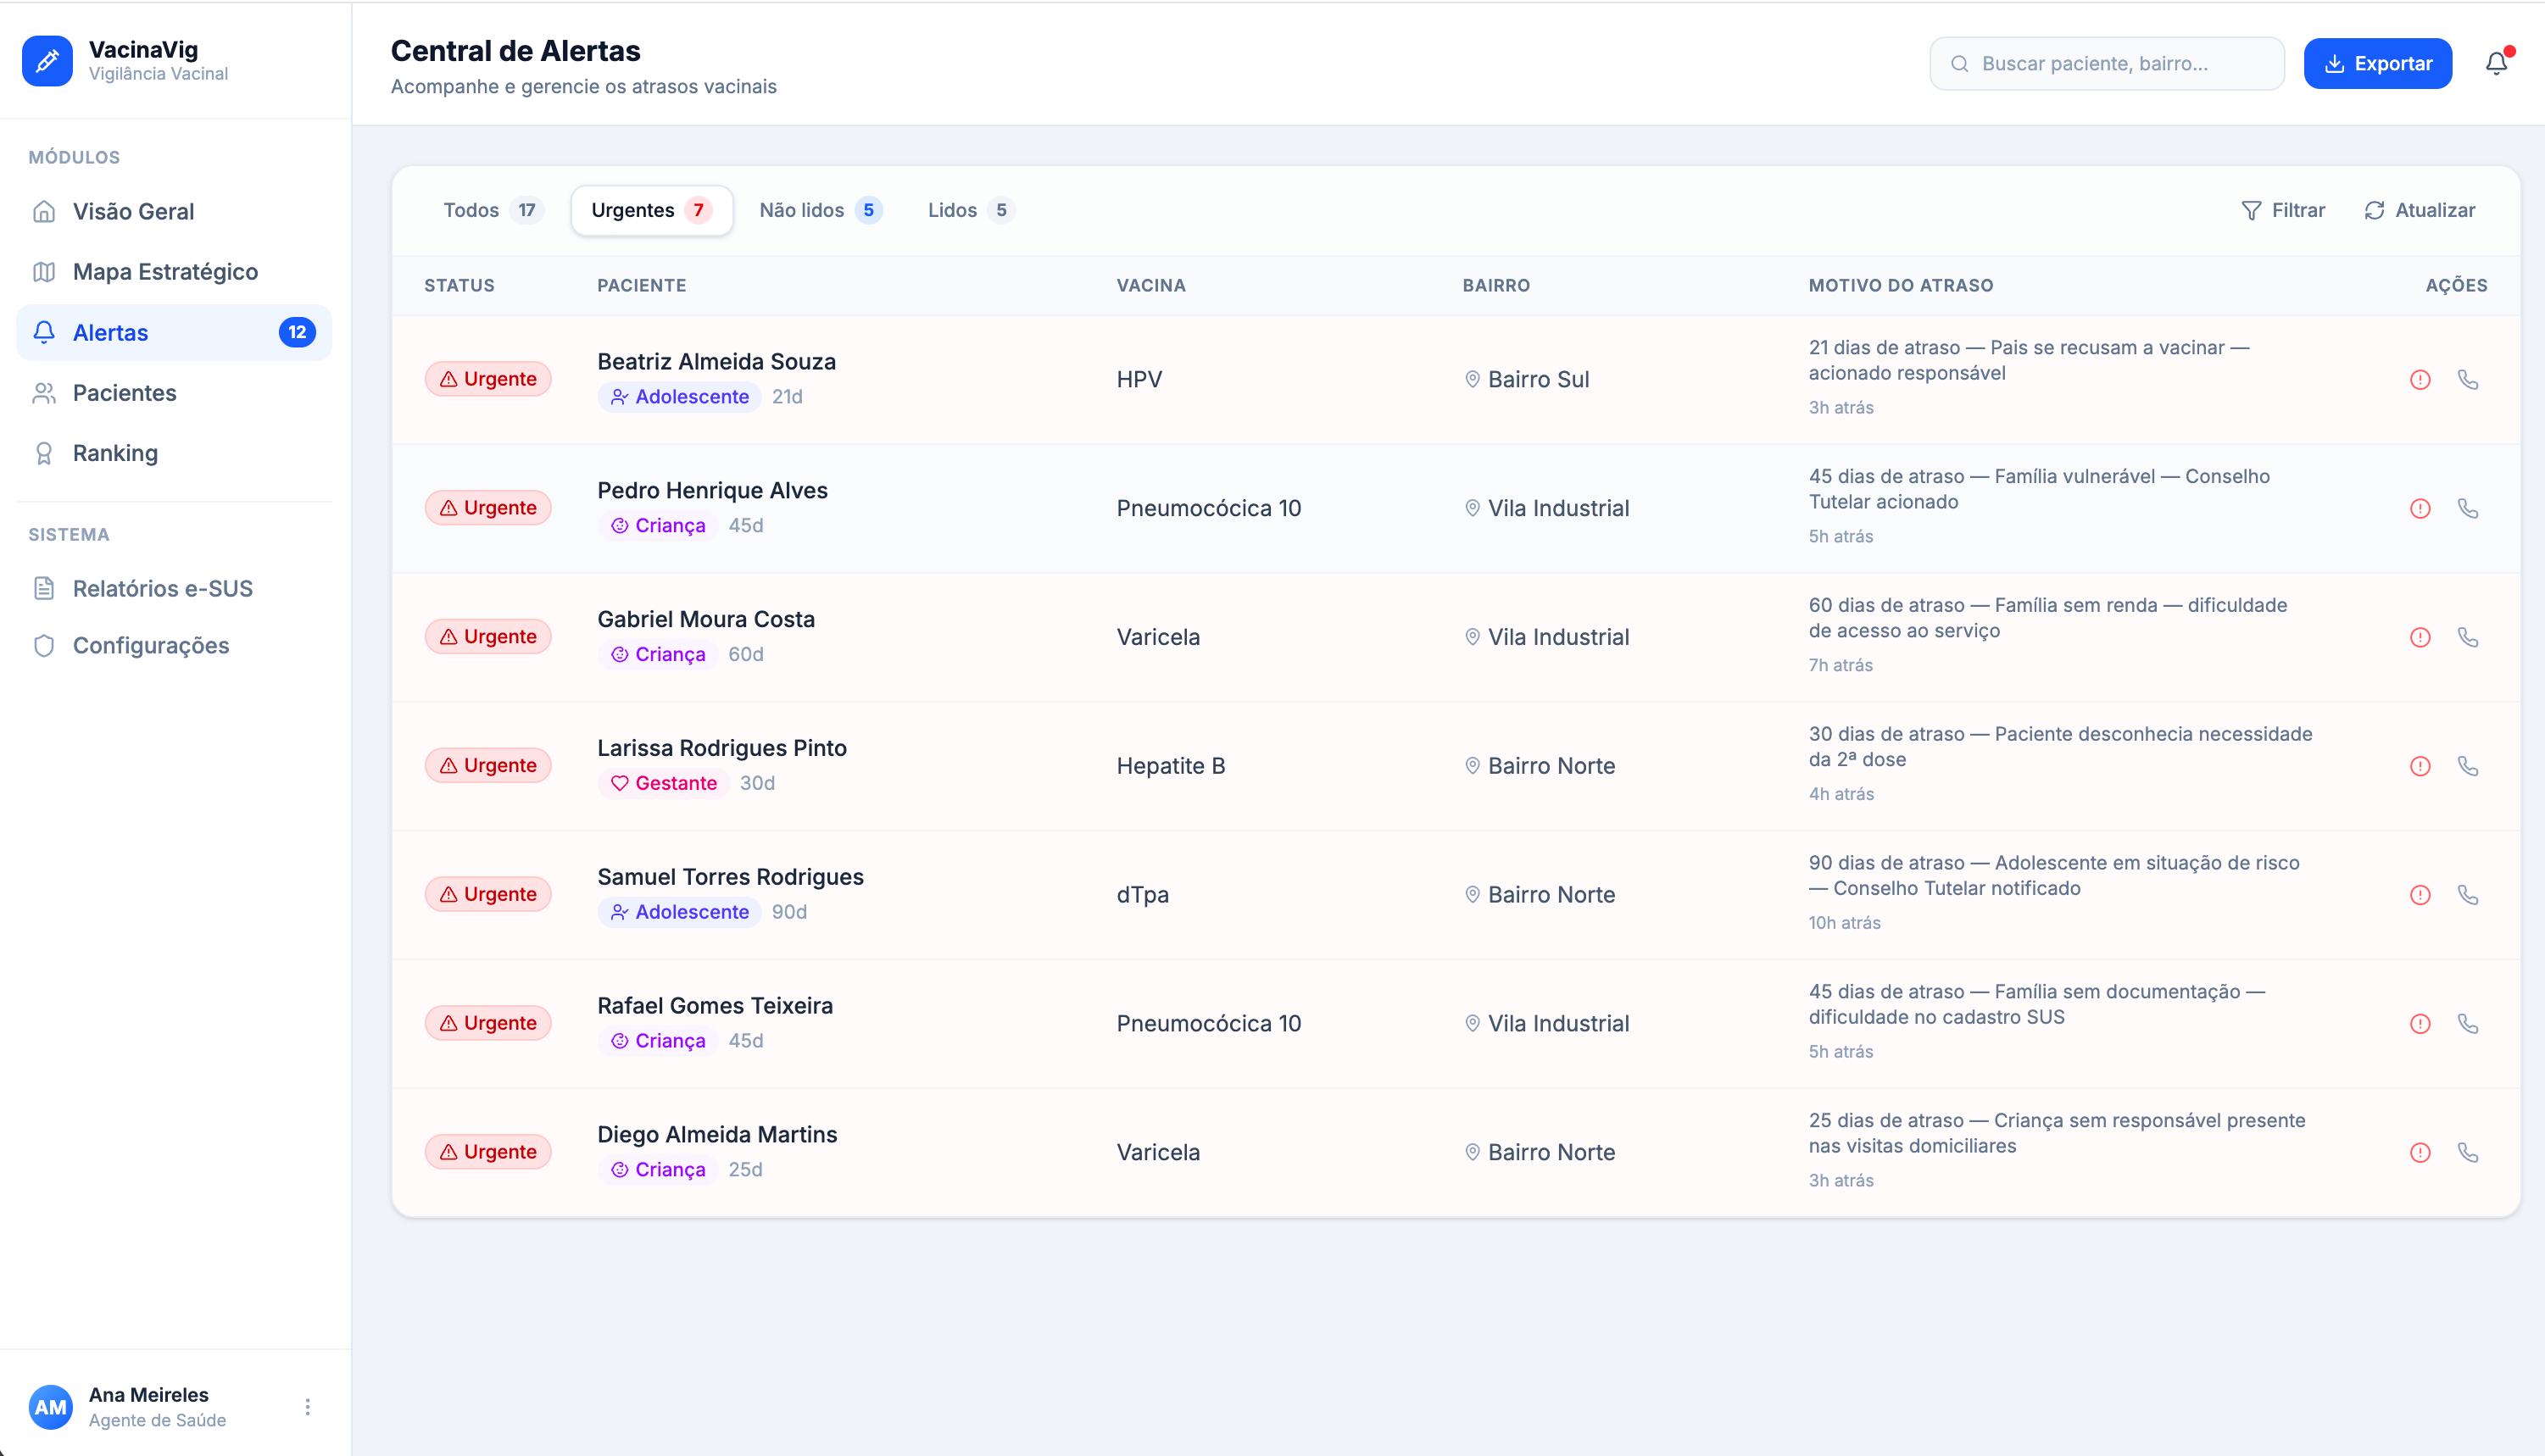 VacinaVig
Vigilância Vacinal
MÓDULOS
Visão Geral
Mapa Estratégico
Alertas 12
Pacientes
Ranking
SISTEMA
Relatórios e-SUS
Configurações
AM
Ana Meireles
Agente de Saúde
Central de Alertas
Acompanhe e gerencie os atrasos vacinais
Buscar paciente, bairro...
Exportar
Todos 17 Urgentes 7 Não lidos 5 Lidos 5
Filtrar Atualizar
STATUS PACIENTE VACINA BAIRRO MOTIVO DO ATRASO AÇÕES
Urgente
Beatriz Almeida Souza
Adolescente 21d
HPV
Bairro Sul
21 dias de atraso — Pais se recusam a vacinar —
acionado responsável
3h atrás
Urgente
Pedro Henrique Alves
Criança 45d
Pneumocócica 10
Vila Industrial
45 dias de atraso — Família vulnerável — Conselho
Tutelar acionado
5h atrás
Urgente
Gabriel Moura Costa
Criança 60d
Varicela
Vila Industrial
60 dias de atraso — Família sem renda — dificuldade
de acesso ao serviço
7h atrás
Urgente
Larissa Rodrigues Pinto
Gestante 30d
Hepatite B
Bairro Norte
30 dias de atraso — Paciente desconhecia necessidade
da 2ª dose
4h atrás
Urgente
Samuel Torres Rodrigues
Adolescente 90d
dTpa
Bairro Norte
90 dias de atraso — Adolescente em situação de risco
— Conselho Tutelar notificado
10h atrás
Urgente
Rafael Gomes Teixeira
Criança 45d
Pneumocócica 10
Vila Industrial
45 dias de atraso — Família sem documentação —
dificuldade no cadastro SUS
5h atrás
Urgente
Diego Almeida Martins
Criança 25d
Varicela
Bairro Norte
25 dias de atraso — Criança sem responsável presente
nas visitas domiciliares
3h atrás